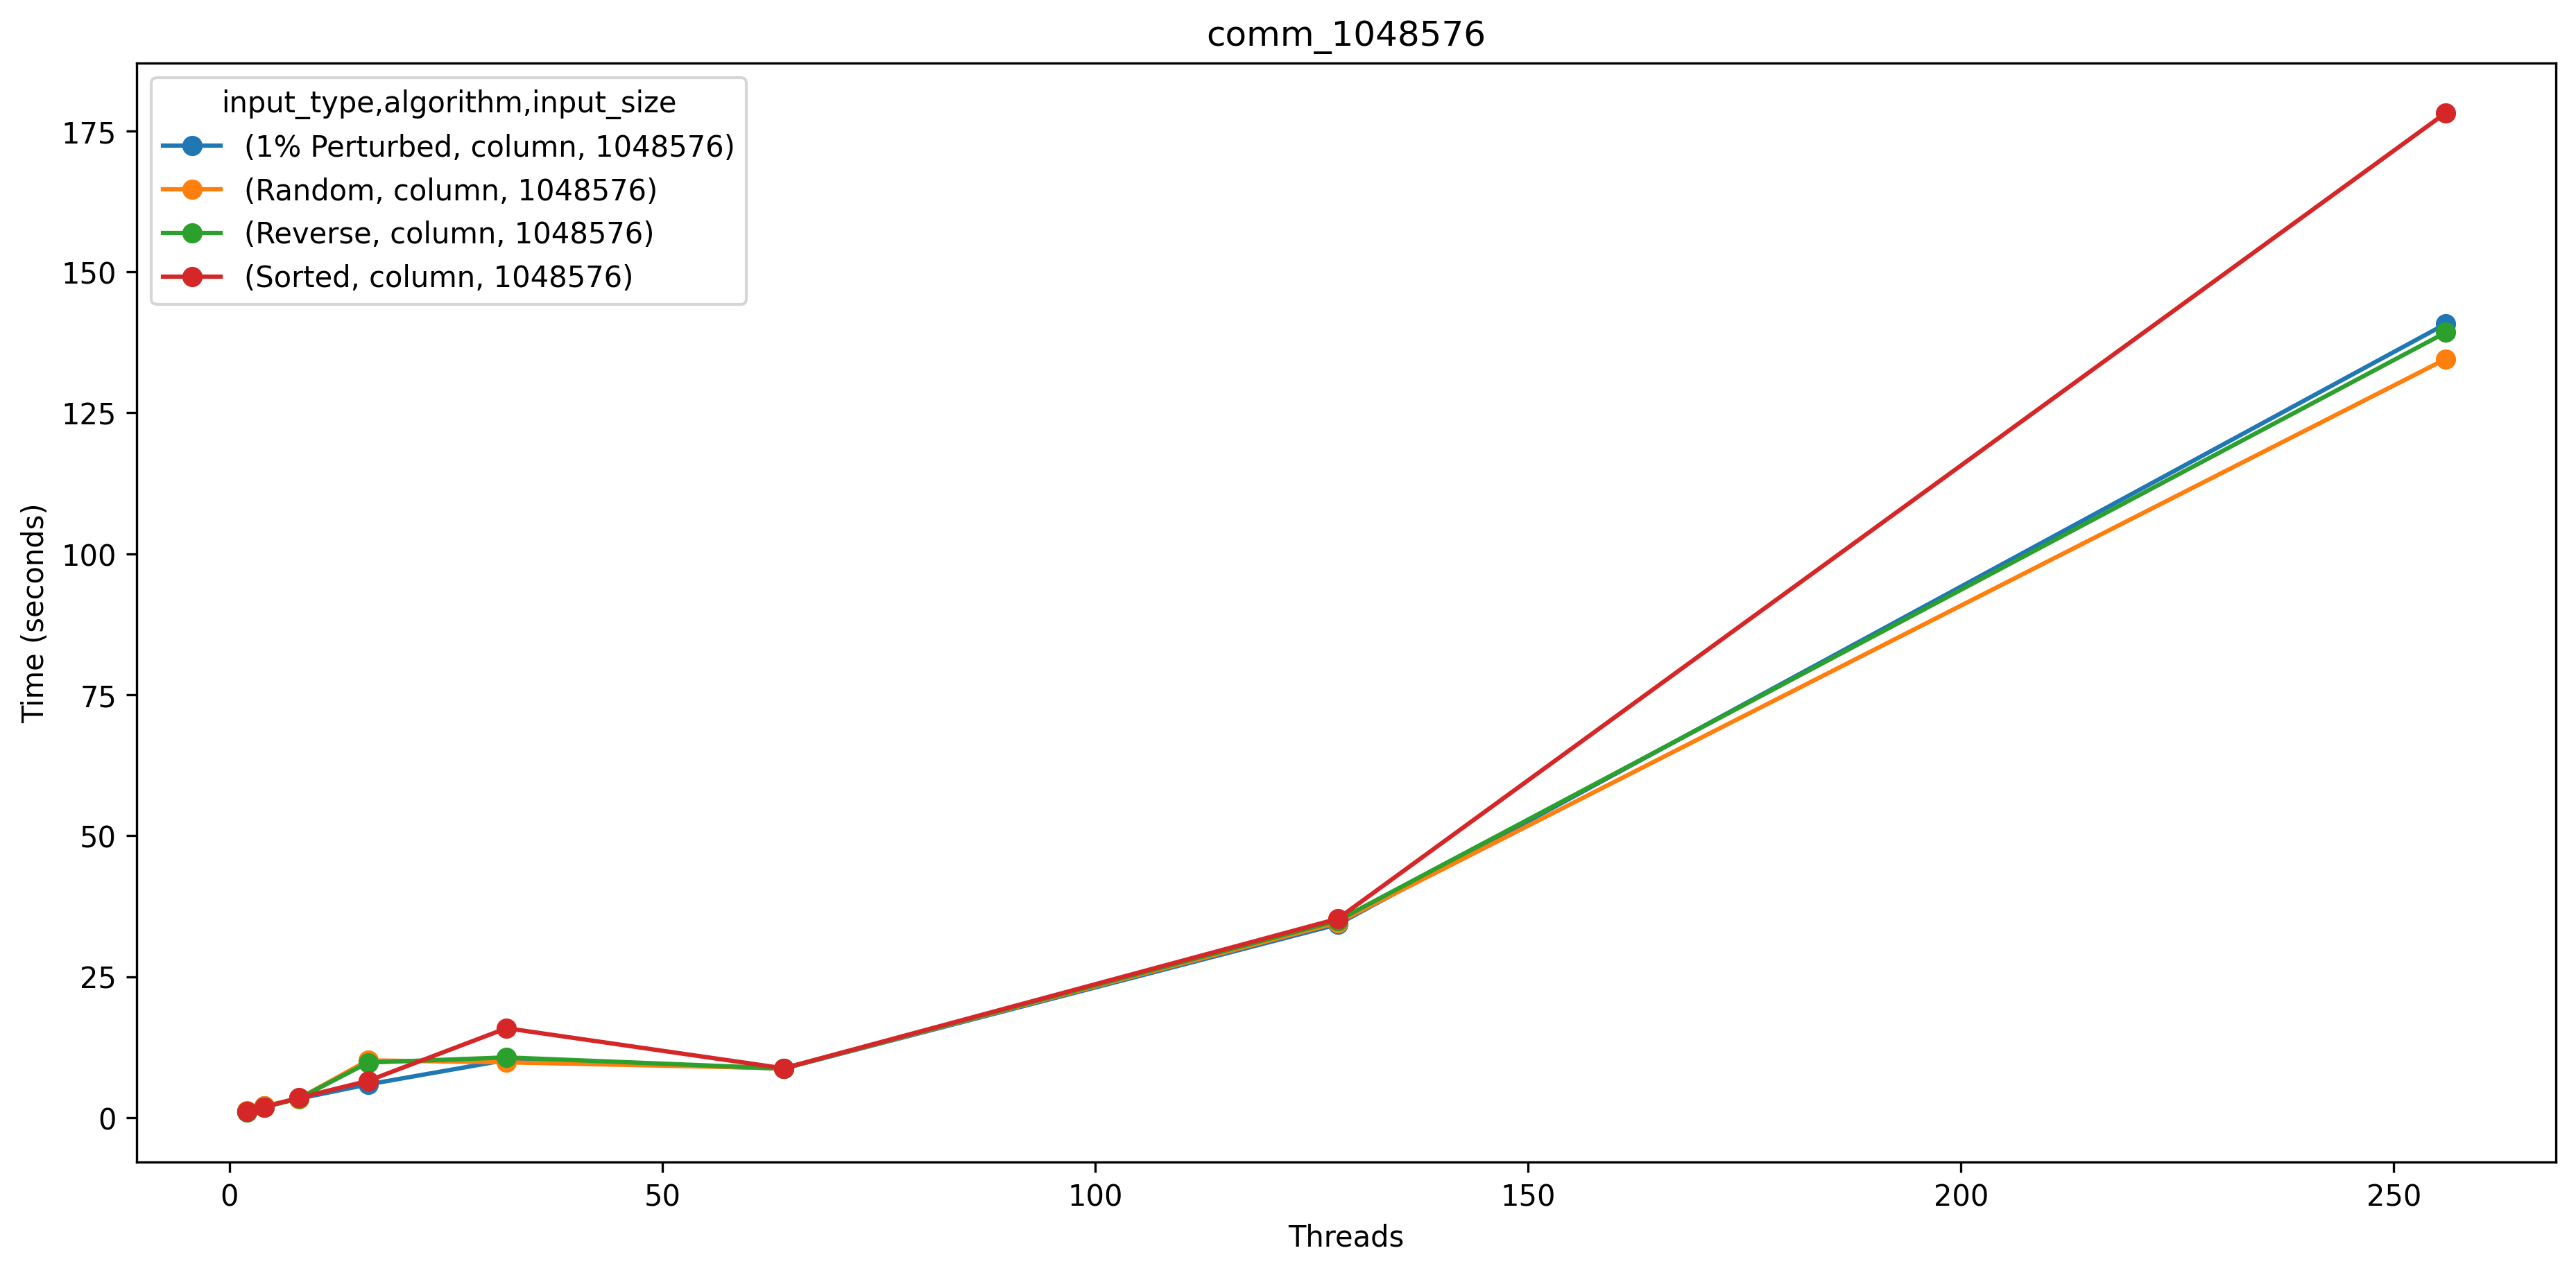 comm_1048576
input_type,algorithm,input_size
(1% Perturbed, column, 1048576)
(Random, column, 1048576)
(Reverse, column, 1048576)
(Sorted, column, 1048576)
175
150
125
100
75
50
25
0
Time (seconds)
0 50 100 150 200 250
Threads